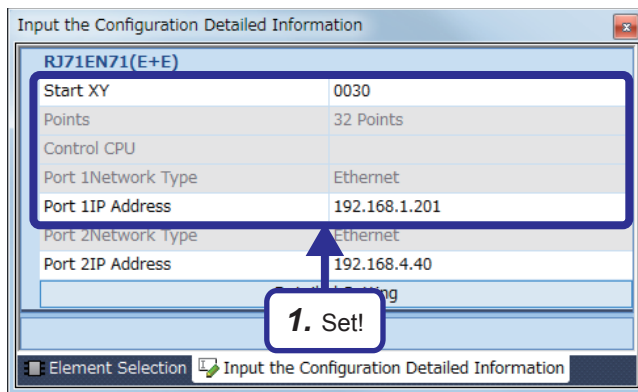 Input the Configuration Detailed Information
RJ71EN71(E+E)
Start XY 0030
Points 32 Points
Control CPU
Port 1Network Type Ethernet
Port 1IP Address 192.168.1.201
Port 2Network Type Ethernet
Port 2IP Address 192.168.4.40
1. Set!
Element Selection Input the Configuration Detailed Information